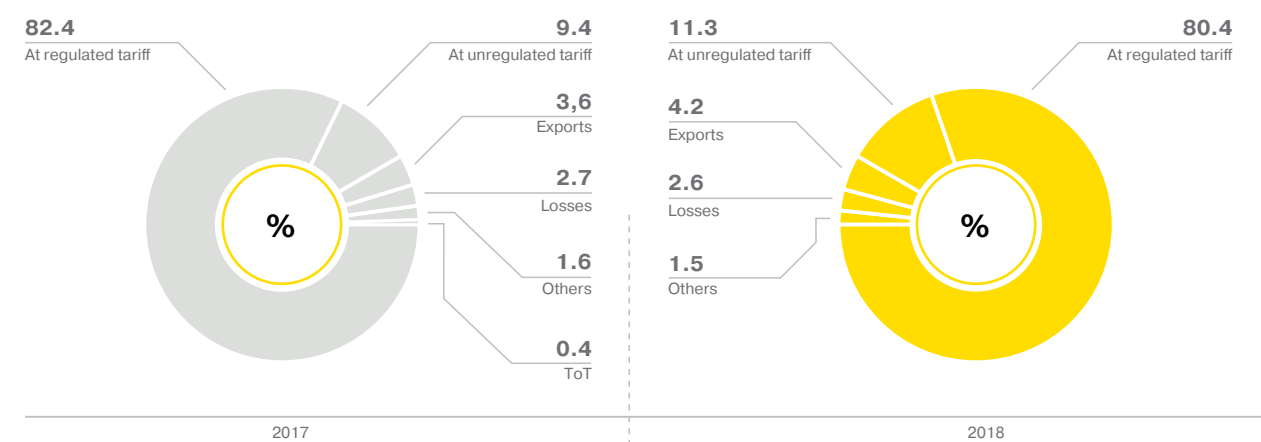 82.4
At regulated tariff
9.4
At unregulated tariff
3,6
Exports
2.7
Losses
1.6
Others
0.4
ToT
%
2017
11.3
At unregulated tariff
80.4
At regulated tariff
4.2
Exports
2.6
Losses
1.5
Others
%
2018